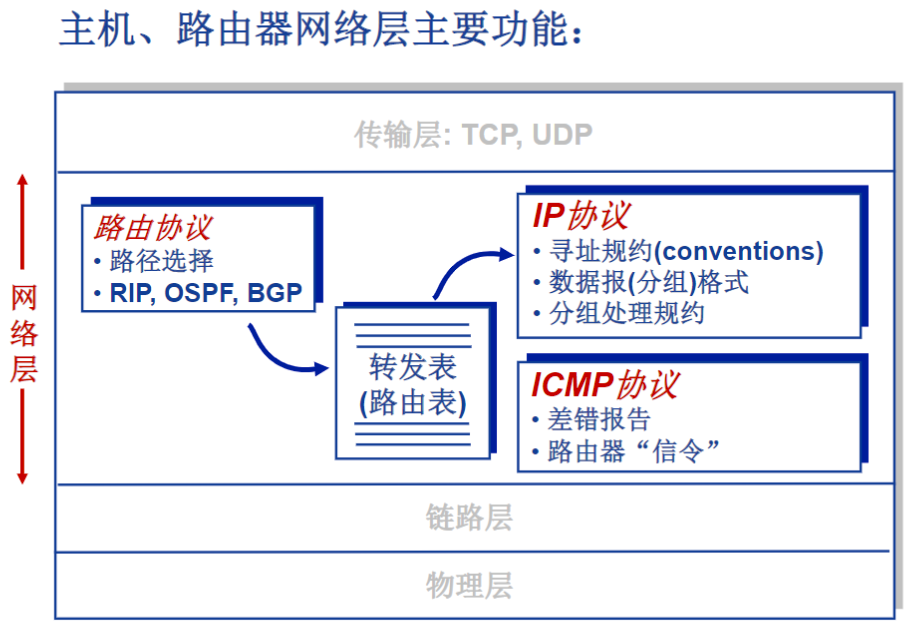 主机、路由器网络层主要功能：
传输层: TCP, UDP
网
络
层
路由协议
• 路径选择
• RIP, OSPF, BGP
转发表
(路由表)
IP协议
• 寻址规约(conventions)
• 数据报(分组)格式
• 分组处理规约
ICMP协议
• 差错报告
• 路由器“信令”
链路层
物理层